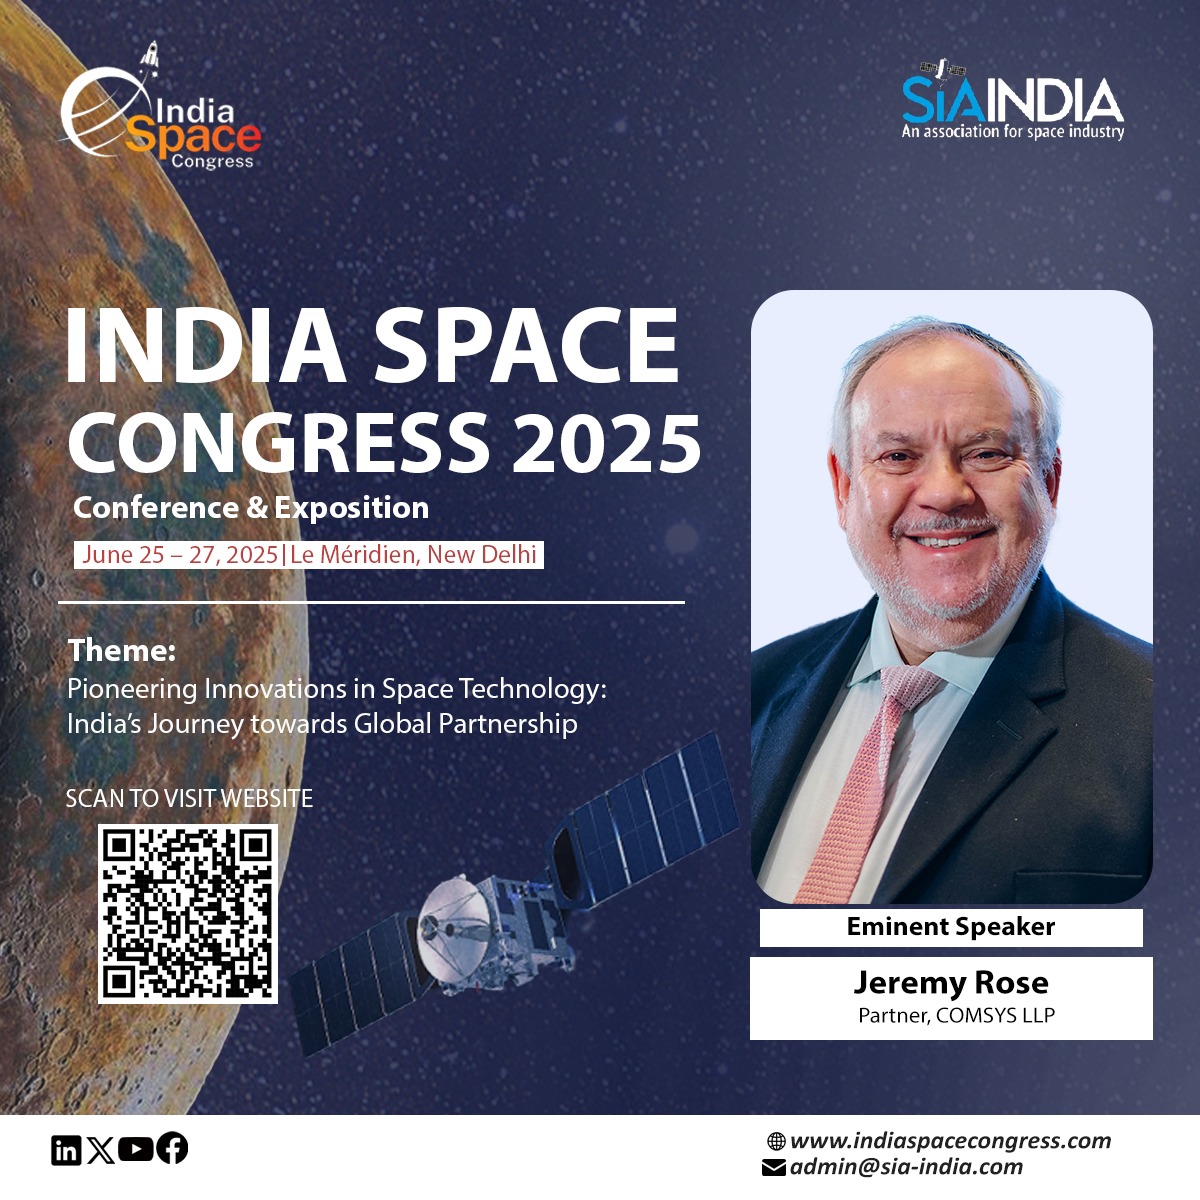 India
Space
Congress
SiAINDIA
An association for space industry
INDIA SPACE
CONGRESS 2025
Conference & Exposition
June 25 – 27, 2025|Le Méridien, New Delhi
Theme:
Pioneering Innovations in Space Technology:
India's Journey towards Global Partnership
SCAN TO VISIT WEBSITE
Eminent Speaker
Jeremy Rose
Partner, COMSYS LLP
www.indiaspacecongress.com
admin@sia-india.com